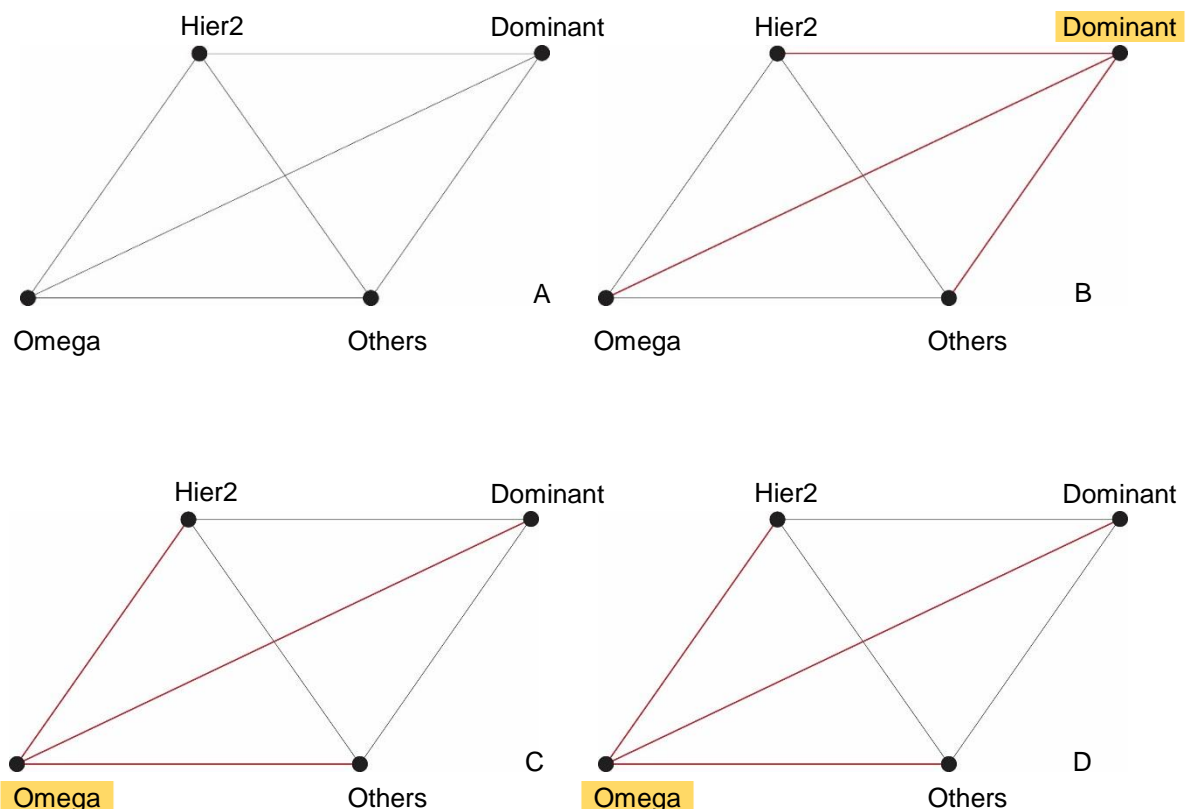 Hier2 Dominant
A
Omega Others
Hier2 Dominant
B
Omega Others
Hier2 Dominant
C
Omega Others
Hier2 Dominant
D
Omega Others